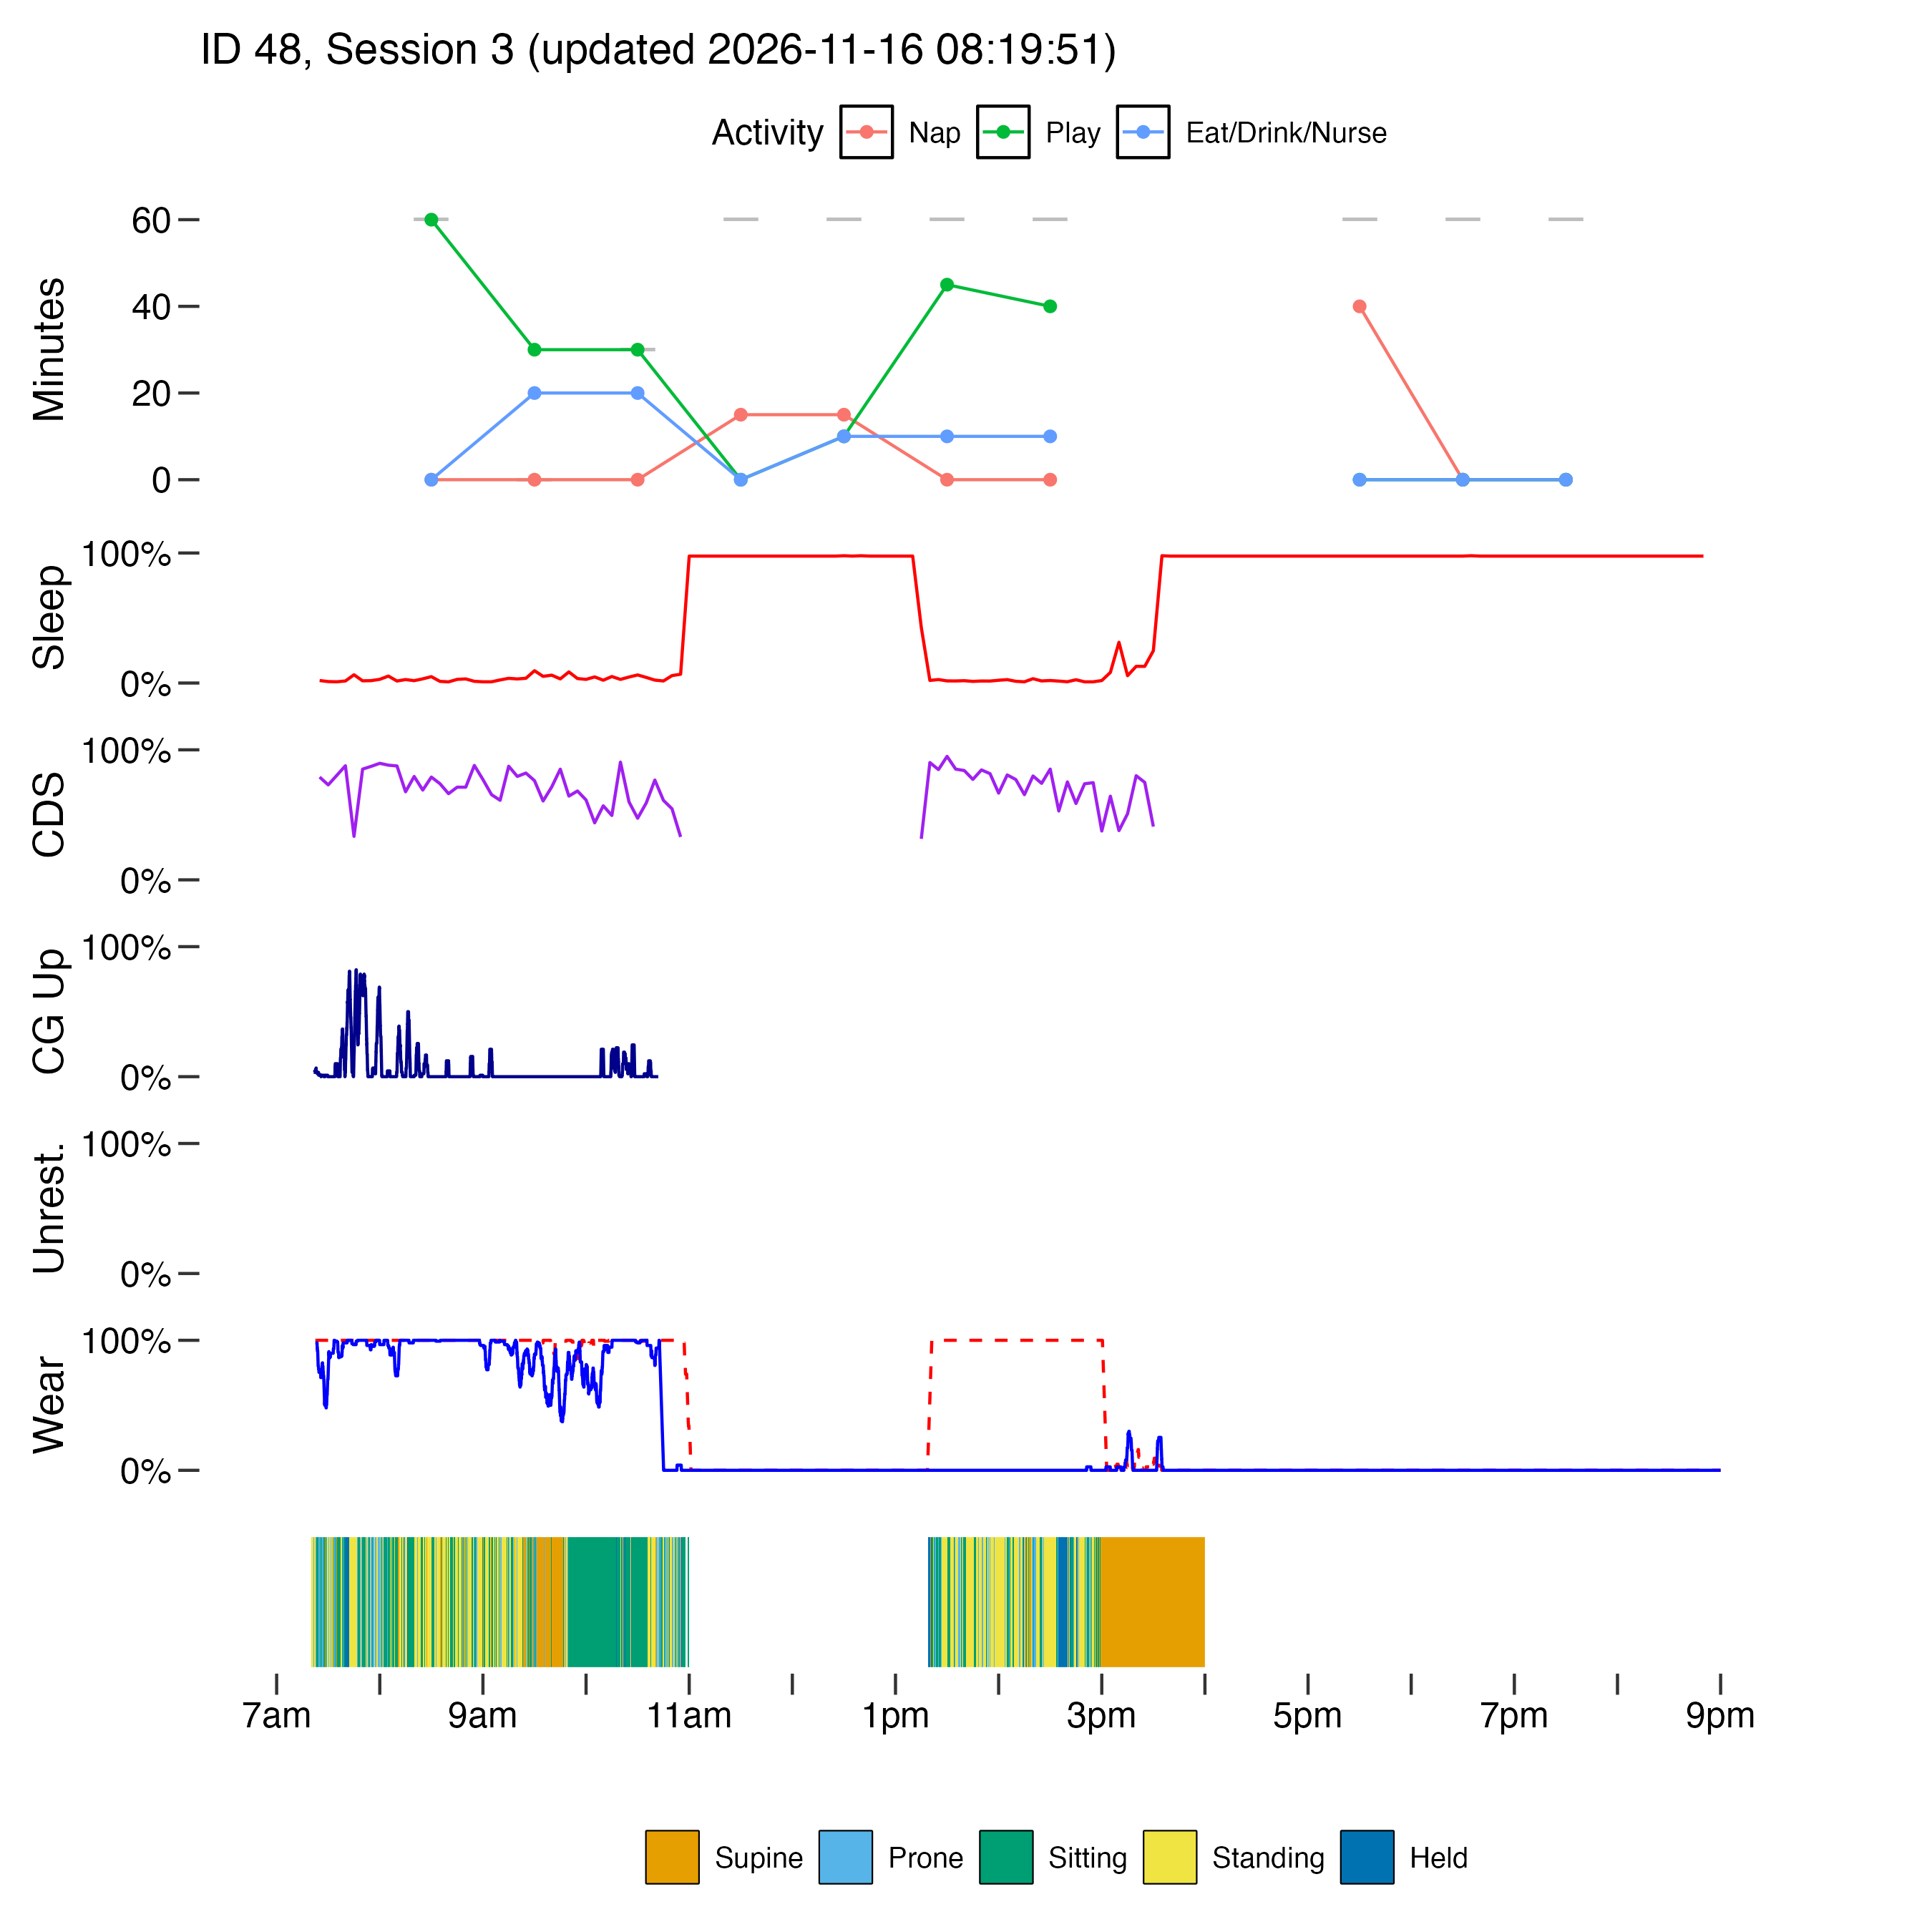 ID 48, Session 3 (updated 2026-11-16 08:19:51)
Activity Nap Play Eat/Drink/Nurse
Minutes
60
40
20
0
Sleep
100%
0%
CDS
100%
0%
CG Up
100%
0%
Unrest.
100%
0%
Wear
100%
0%
7am 9am 11am 1pm 3pm 5pm 7pm 9pm
Supine Prone Sitting Standing Held